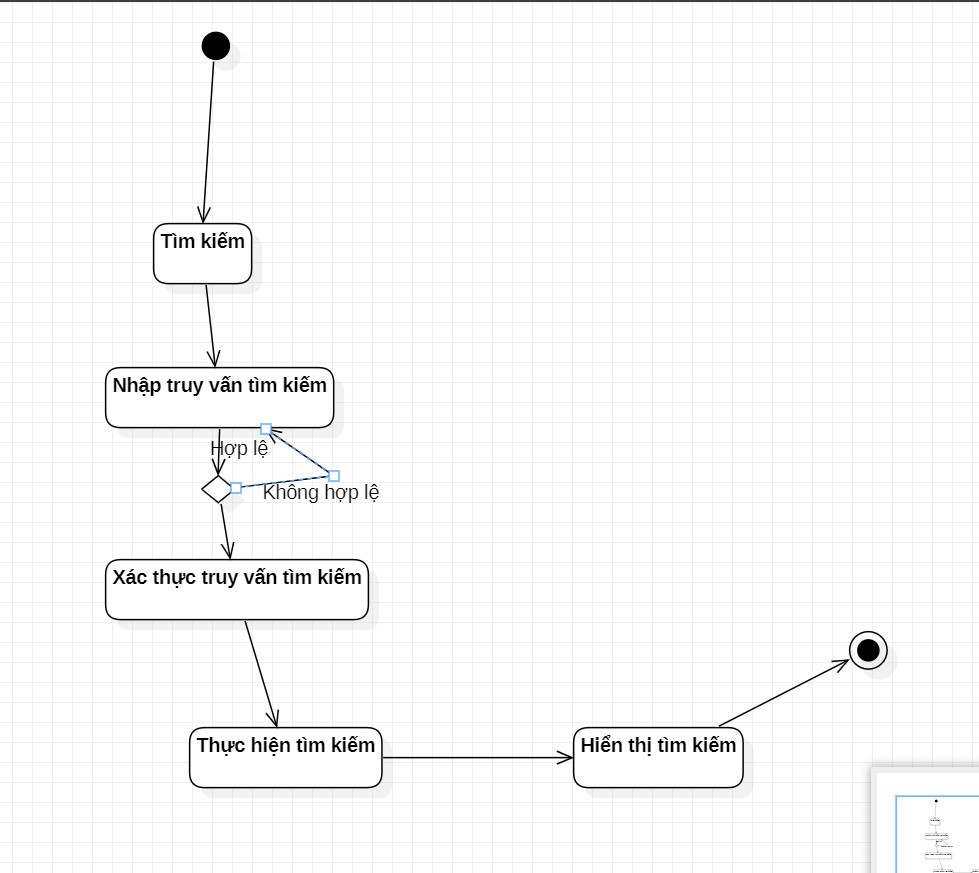 Tìm kiếm
Nhập truy vấn tìm kiếm
Hợp lệ
Không hợp lệ
Xác thực truy vấn tìm kiếm
Thực hiện tìm kiếm
Hiển thị tìm kiếm